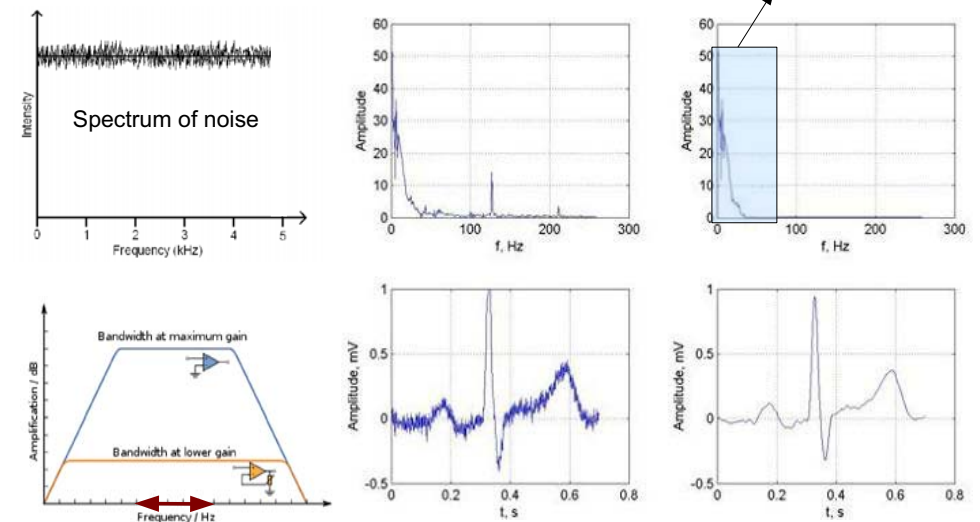 Intensity
Spectrum of noise
0 1 2 3 4 5
Frequency (kHz)
60
50
40
30
20
10
0
Amplitude
0 100 200 300
f, Hz
60
50
40
30
20
10
0
Amplitude
0 100 200 300
f, Hz
Amplification / dB
Bandwidth at maximum gain
Bandwidth at lower gain
Frequency / Hz
1
0.5
0
-0.5
Amplitude, mV
0 0.2 0.4 0.6 0.8
t, s
1
0.5
0
-0.5
Amplitude, mV
0 0.2 0.4 0.6 0.8
t, s